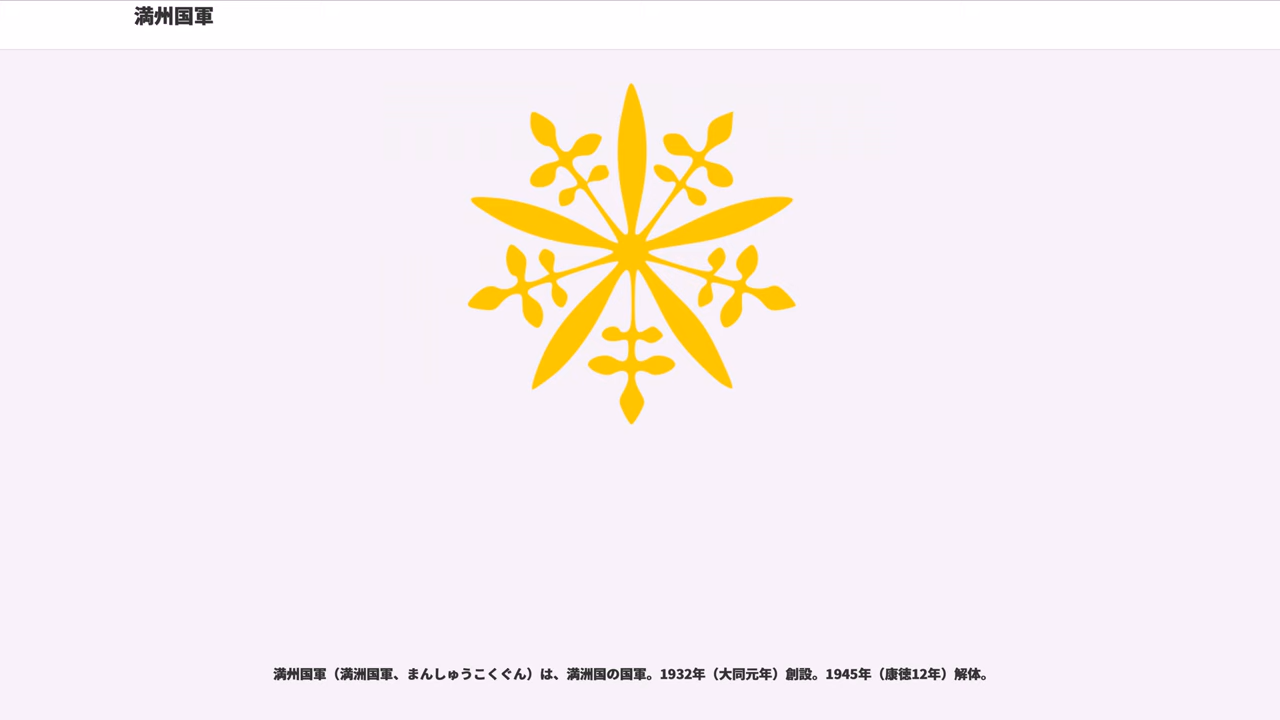 満州国軍
満州国軍（満洲国軍、まんしゅうこくぐん）は、満洲国の国軍。1932年（大同元年）創設。1945年（康徳12年）解体。